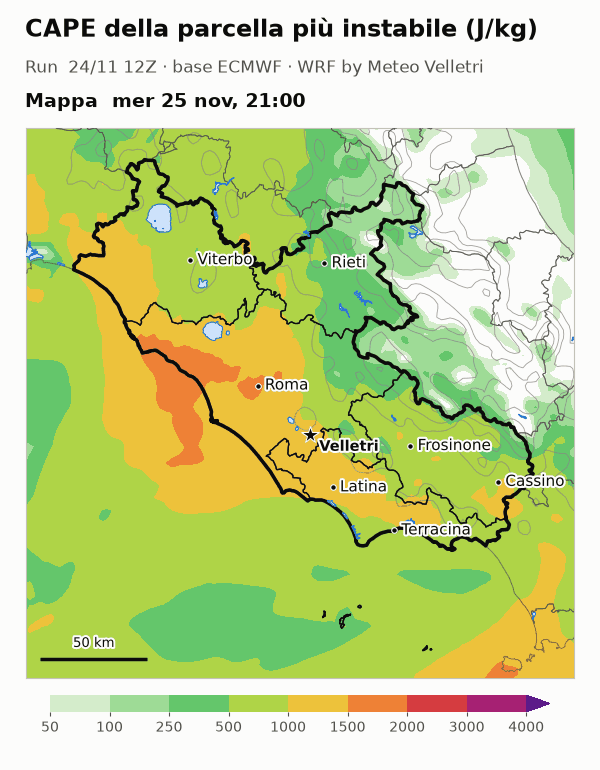 CAPE della parcella più instabile (J/kg)
Run  24/11 12Z · base ECMWF · WRF by Meteo Velletri
Mappa  mer 25 nov, 21:00
Viterbo
Rieti
Roma
Velletri
Frosinone
Latina
Cassino
Terracina
50 km
50 100 250 500 1000 1500 2000 3000 4000